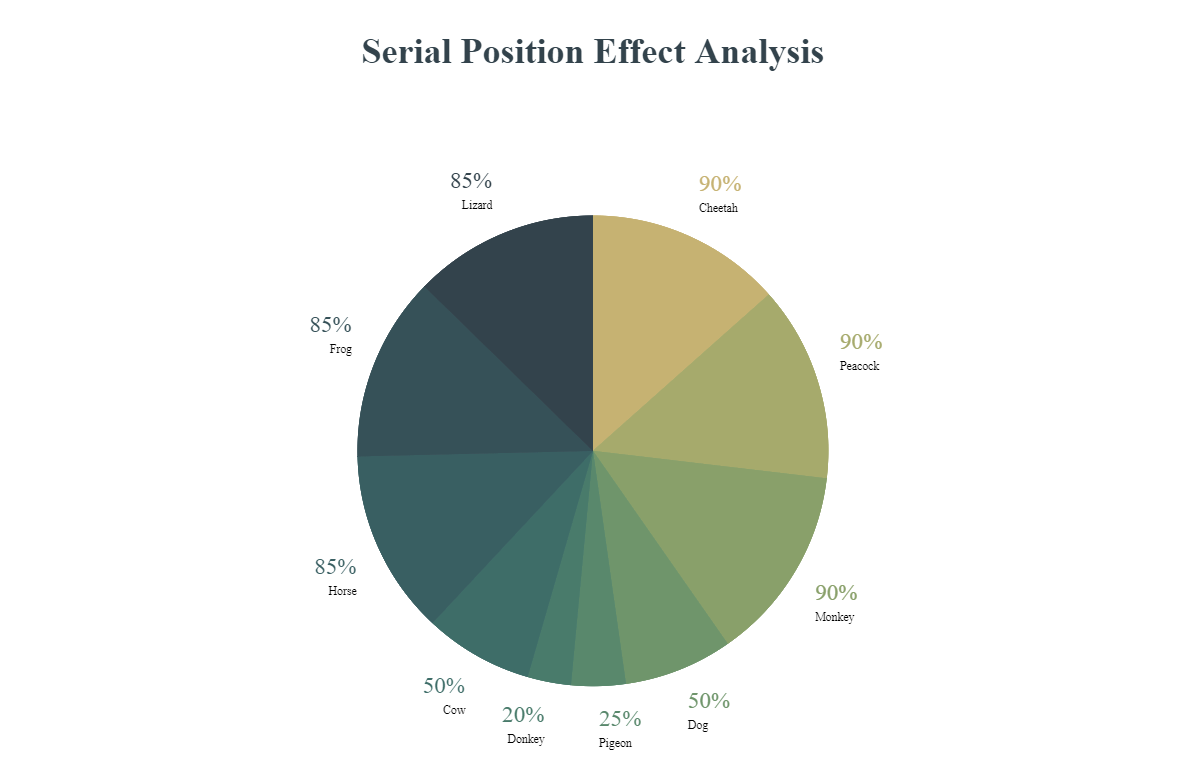 Serial Position Effect Analysis
90%
Cheetah
90%
Peacock
90%
Monkey
50%
Dog
25%
Pigeon
20%
Donkey
50%
Cow
85%
Horse
85%
Frog
85%
Lizard